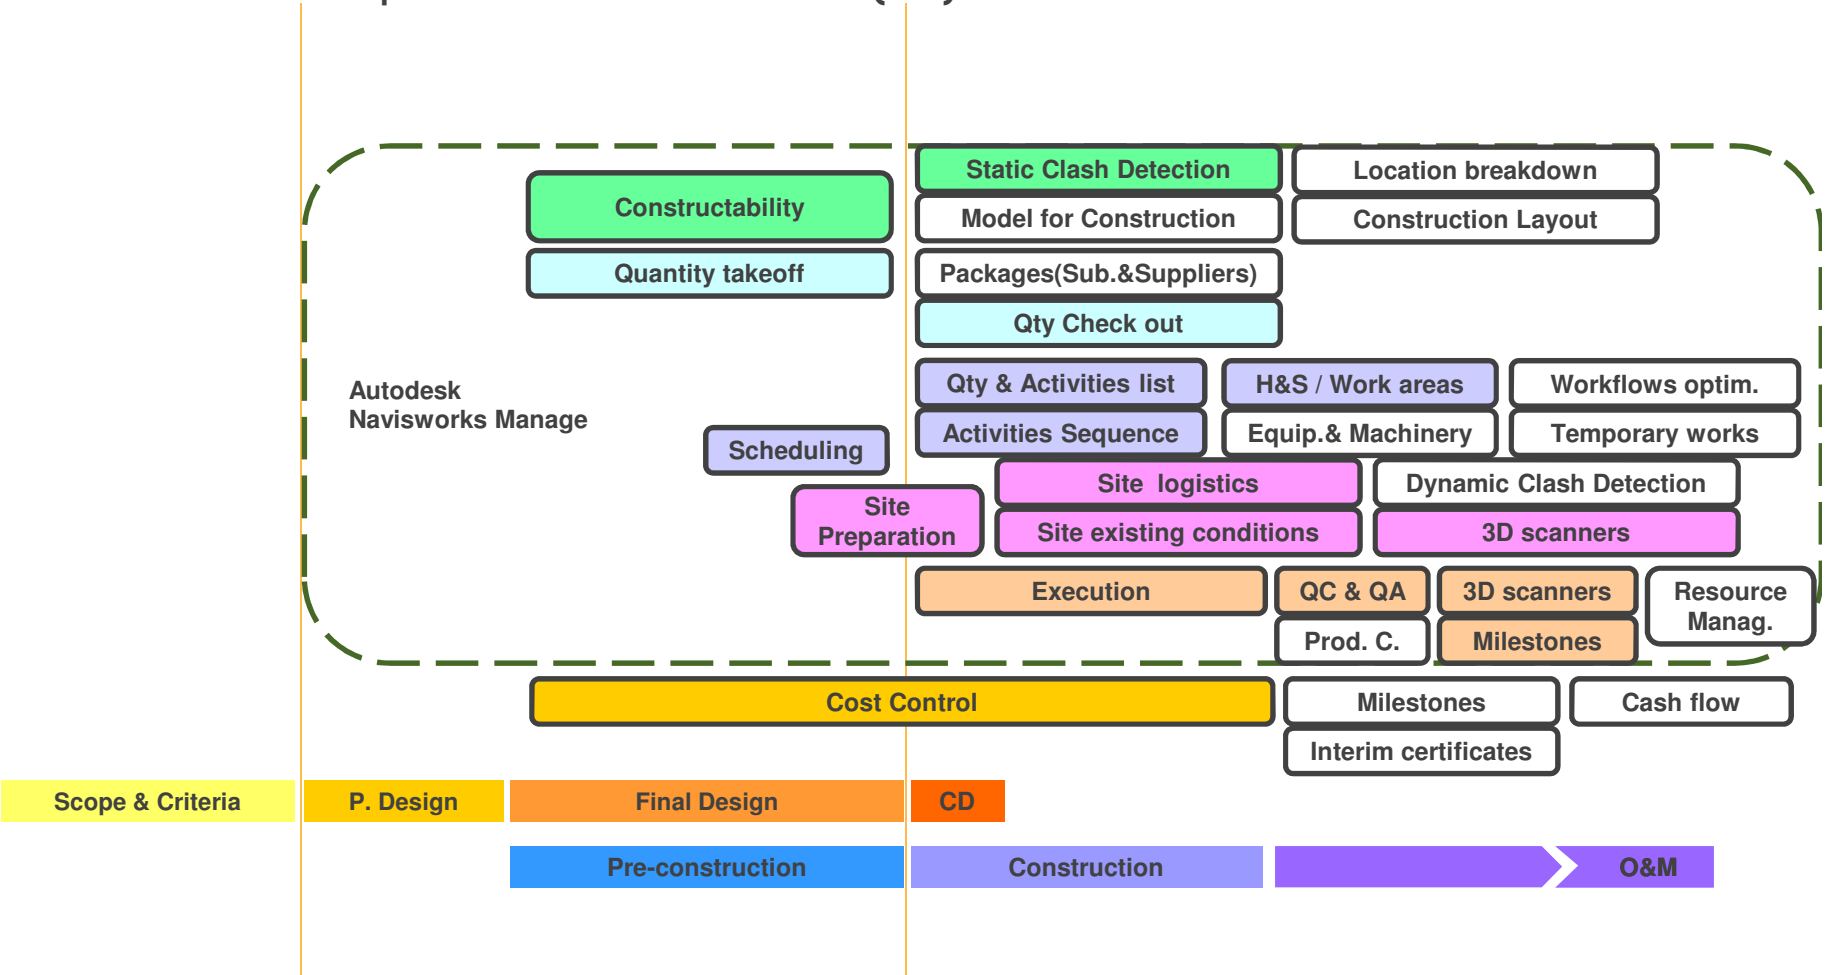 Static Clash Detection
Location breakdown
Constructability
Model for Construction
Construction Layout
Quantity takeoff
Packages(Sub.&Suppliers)
Qty Check out
Autodesk
Navisworks Manage
Qty & Activities list
H&S / Work areas
Workflows optim.
Scheduling
Activities Sequence
Equip.& Machinery
Temporary works
Site
Preparation
Site logistics
Dynamic Clash Detection
Site existing conditions
3D scanners
Execution
QC & QA
3D scanners
Resource
Manag.
Prod. C.
Milestones
Cost Control
Milestones
Cash flow
Interim certificates
Scope & Criteria
P. Design
Final Design
CD
Pre-construction
Construction
O&M